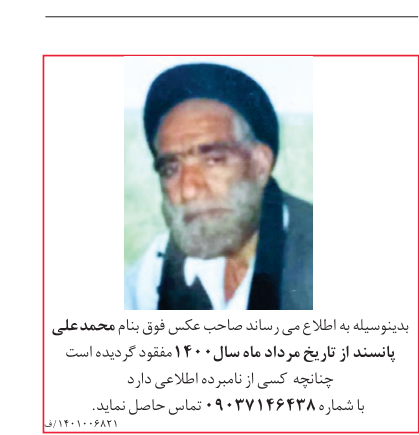 بدینوسیله به اطلاع می رساند صاحب عکس فوق بنام محمدعلی
پانسند از تاریخ مرداد ماه سال ۱۴۰۰ مفقود گردیده است
چنانچه کسی از نامبرده اطلاعی دارد
با شماره ۰۹۰۳۷۱۴۶۴۳۸ تماس حاصل نماید.
۱۴۰۱۰۰۶۸۲۱/ف